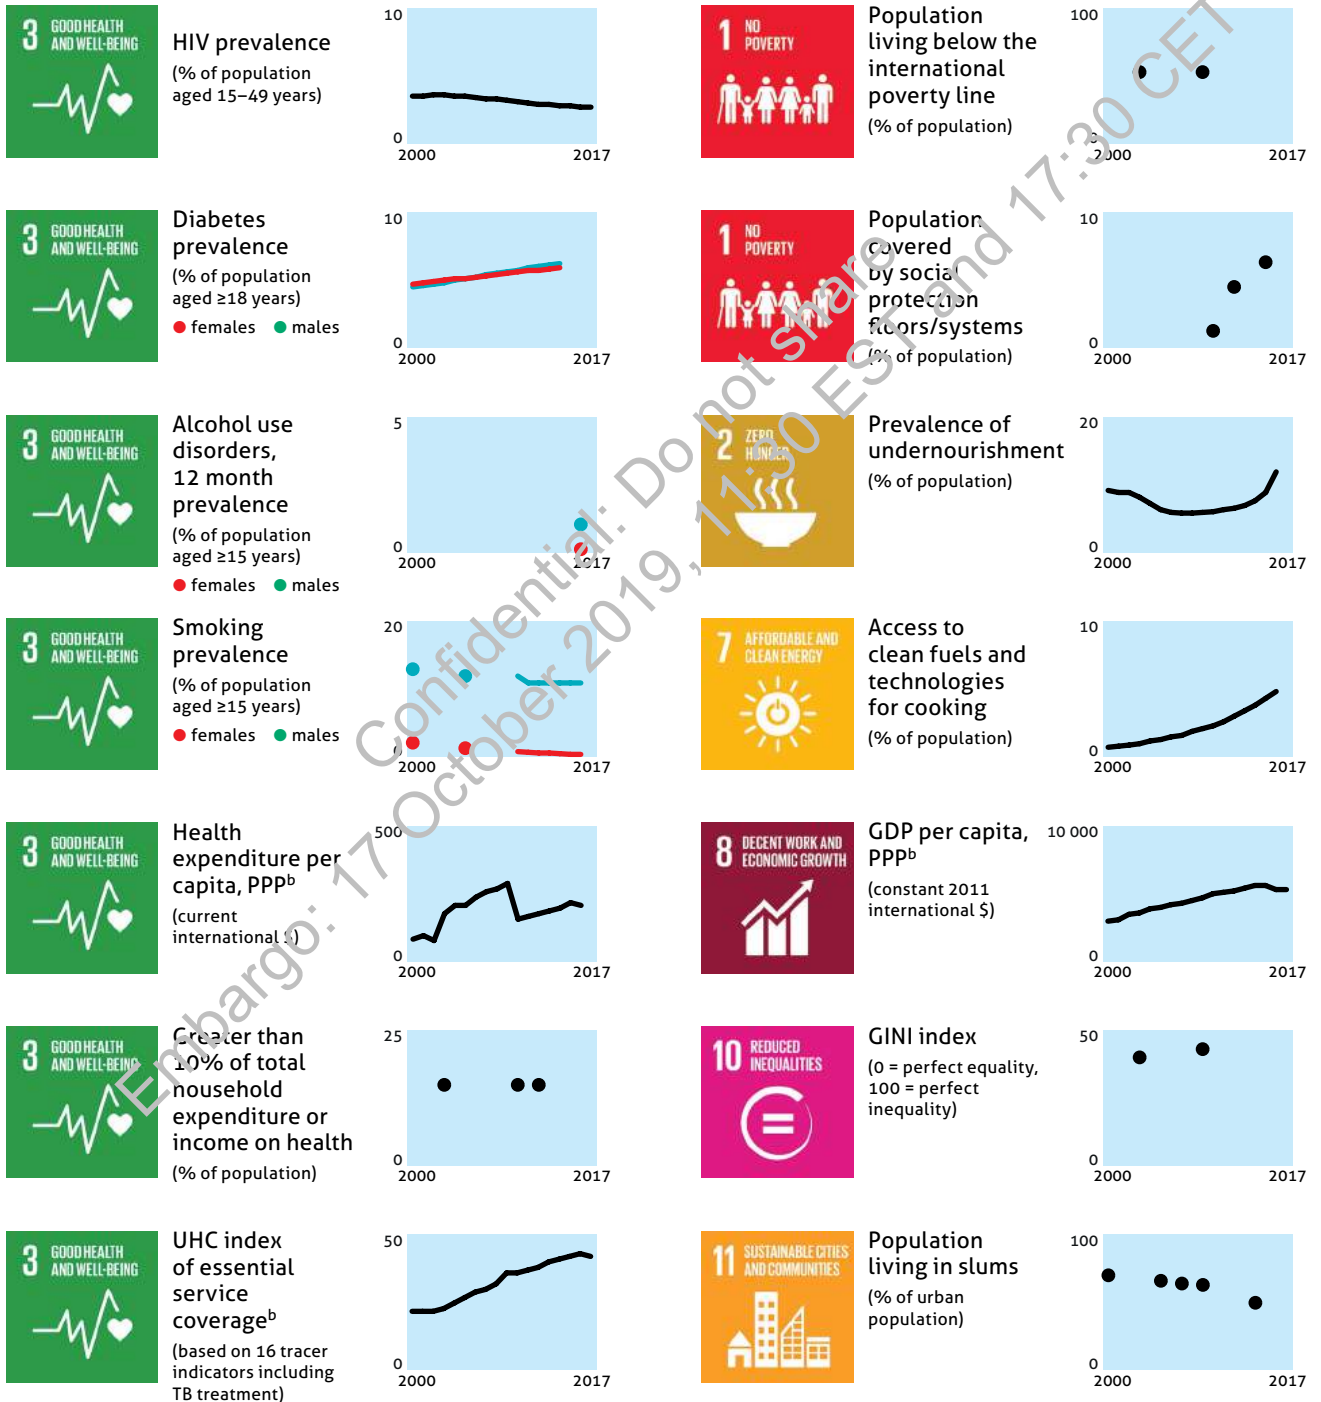 3 GOOD HEALTH
AND WELL-BEING
HIV prevalence
(% of population
aged 15–49 years)
10
0
2000 2017
1 NO
POVERTY
Population
living below the
international
poverty line
(% of population)
100
0
2000 2017
3 GOOD HEALTH
AND WELL-BEING
Diabetes
prevalence
(% of population
aged ≥18 years)
females males
10
0
2000 2017
1 NO
POVERTY
Population
covered
by social
protection
floors/systems
(% of population)
10
0
2000 2017
3 GOOD HEALTH
AND WELL-BEING
Alcohol use
disorders,
12 month
prevalence
(% of population
aged ≥15 years)
females males
5
0
2000 2017
2 ZERO
HUNGER
Prevalence of
undernourishment
(% of population)
20
0
2000 2017
3 GOOD HEALTH
AND WELL-BEING
Smoking
prevalence
(% of population
aged ≥15 years)
females males
20
0
2000 2017
7 AFFORDABLE AND
CLEAN ENERGY
Access to
clean fuels and
technologies
for cooking
(% of population)
10
0
2000 2017
3 GOOD HEALTH
AND WELL-BEING
Health
expenditure per
capita, PPPᵇ
(current
international $)
500
0
2000 2017
8 DECENT WORK AND
ECONOMIC GROWTH
GDP per capita,
PPPᵇ
(constant 2011
international $)
10 000
0
2000 2017
3 GOOD HEALTH
AND WELL-BEING
Greater than
10% of total
household
expenditure or
income on health
(% of population)
25
0
2000 2017
10 REDUCED
INEQUALITIES
GINI index
(0 = perfect equality,
100 = perfect
inequality)
50
0
2000 2017
3 GOOD HEALTH
AND WELL-BEING
UHC index
of essential
service
coverageᵇ
(based on 16 tracer
indicators including
TB treatment)
50
0
2000 2017
11 SUSTAINABLE CITIES
AND COMMUNITIES
Population
living in slums
(% of urban
population)
100
0
2000 2017
Confidential: Do not share
Embargo: 17 October 2019, 11:30 EST and 17:30 CET